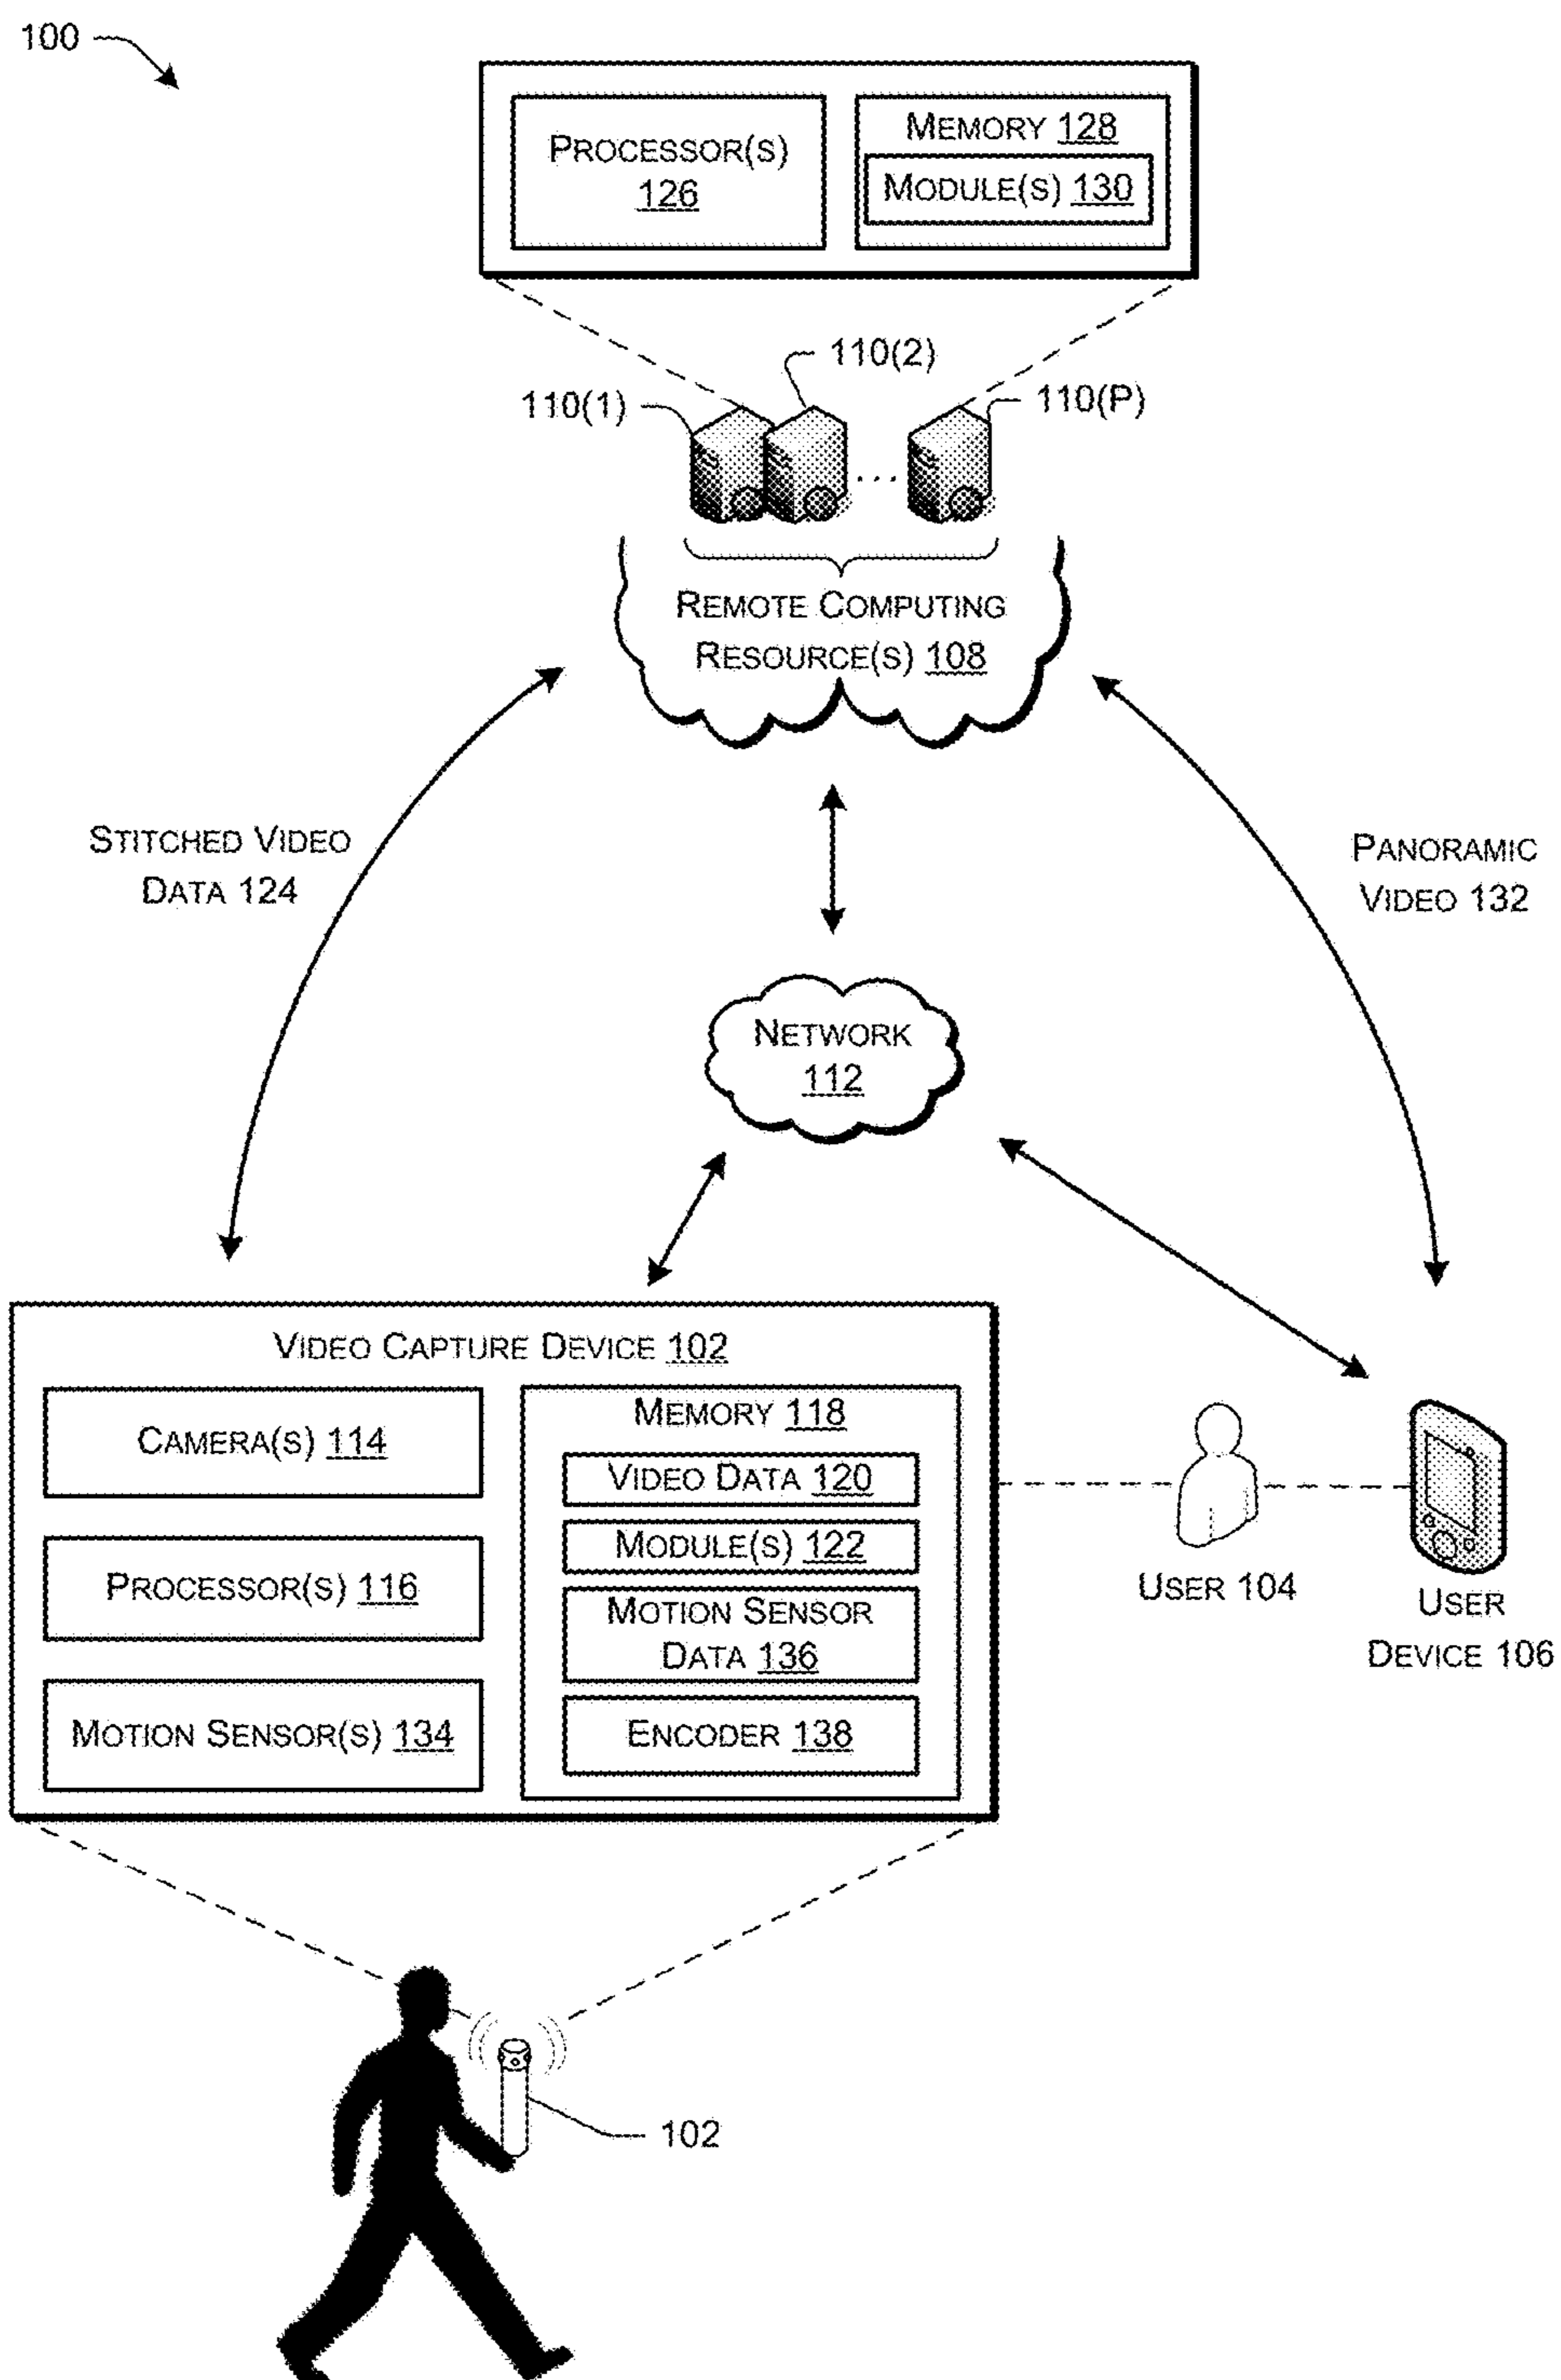 100
PROCESSOR(S)
126
MEMORY 128
MODULE(S) 130
110(2)
110(1)
110(P)
...
REMOTE COMPUTING
RESOURCE(S) 108
STITCHED VIDEO
DATA 124
PANORAMIC
VIDEO 132
NETWORK
112
VIDEO CAPTURE DEVICE 102
CAMERA(S) 114
PROCESSOR(S) 116
MOTION SENSOR(S) 134
MEMORY 118
VIDEO DATA 120
MODULE(S) 122
MOTION SENSOR
DATA 136
ENCODER 138
USER 104
USER
DEVICE 106
102